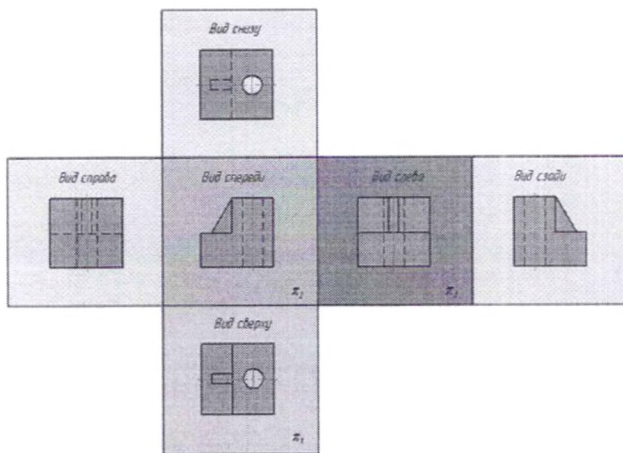 Вид снизу
Вид справа
Вид спереди
Вид слева
Вид сзади
π₂
π₃
Вид сверху
π₁